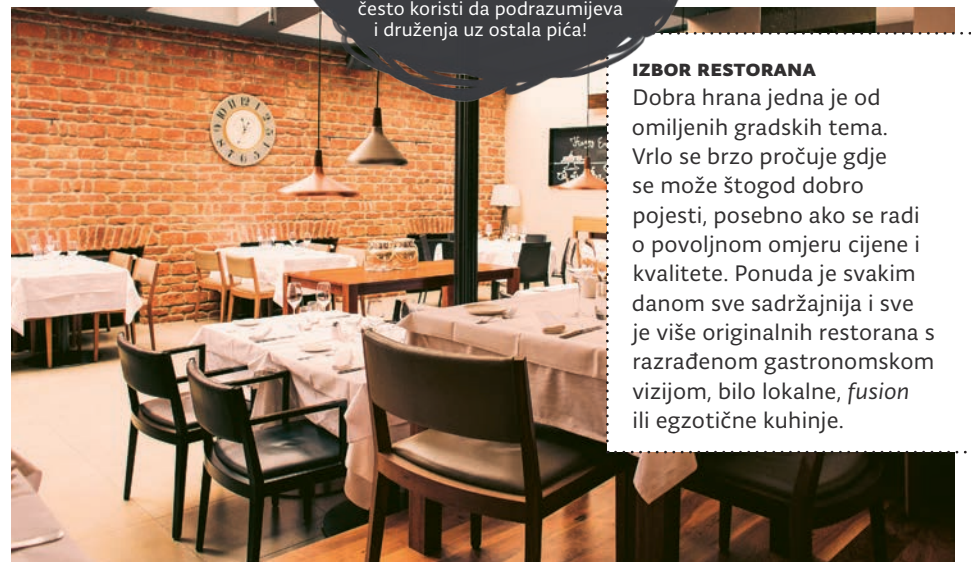 često koristi da podrazumijeva
i druženja uz ostala pića!
IZBOR RESTORANA
Dobra hrana jedna je od
omiljenih gradskih tema.
Vrlo se brzo pročuje gdje
se može štogod dobro
pojesti, posebno ako se radi
o povoljnom omjeru cijene i
kvalitete. Ponuda je svakim
danom sve sadržajnija i sve
je više originalnih restorana s
razrađenom gastronomskom
vizijom, bilo lokalne, fusion
ili egzotične kuhinje.